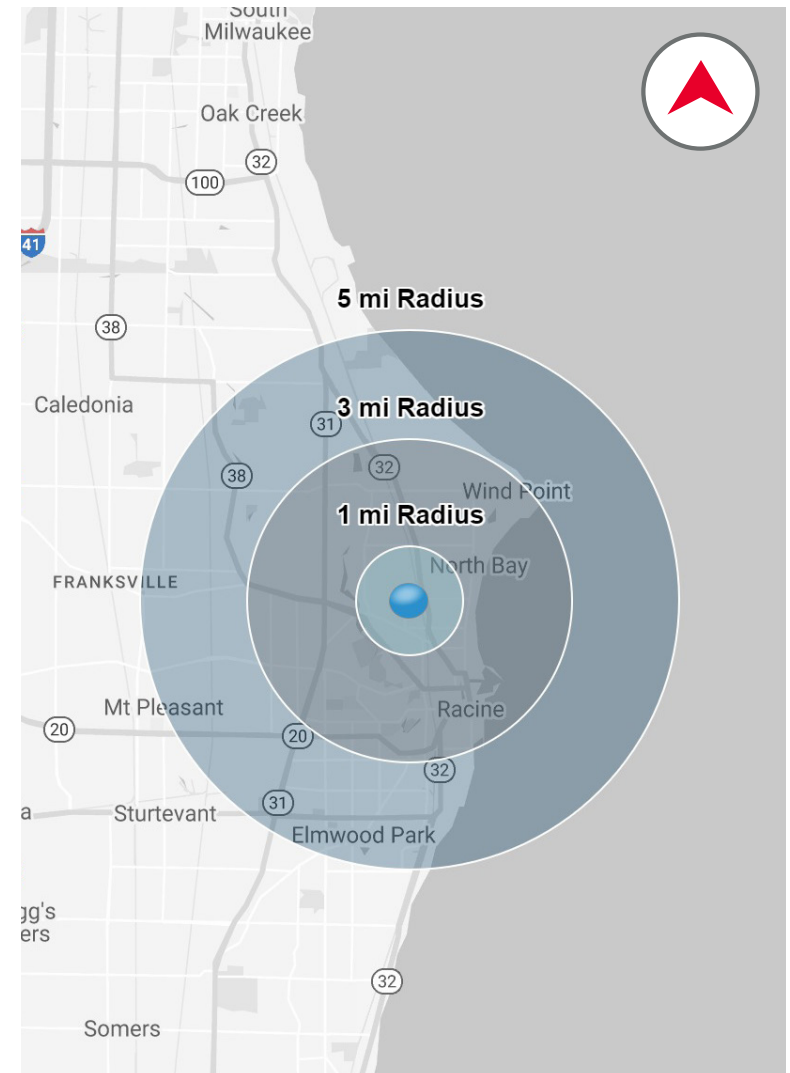 South
Milwaukee
Oak Creek
32
100
41
5 mi Radius
38
Caledonia
3 mi Radius
31
32
38
Wind Point
1 mi Radius
North Bay
FRANKSVILLE
Mt Pleasant
Racine
20
20
32
31
a
Sturtevant
Elmwood Park
gg's
ers
32
Somers